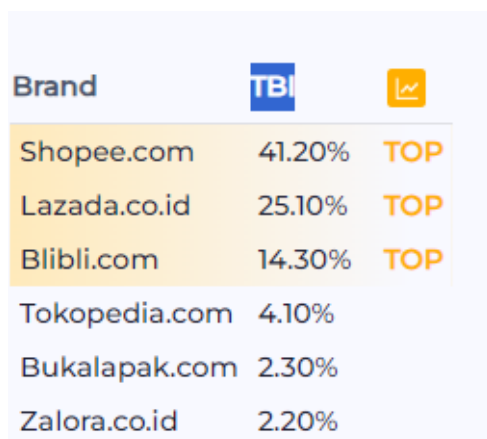 Brand TBI
Shopee.com 41.20% TOP
Lazada.co.id 25.10% TOP
Blibli.com 14.30% TOP
Tokopedia.com 4.10%
Bukalapak.com 2.30%
Zalora.co.id 2.20%